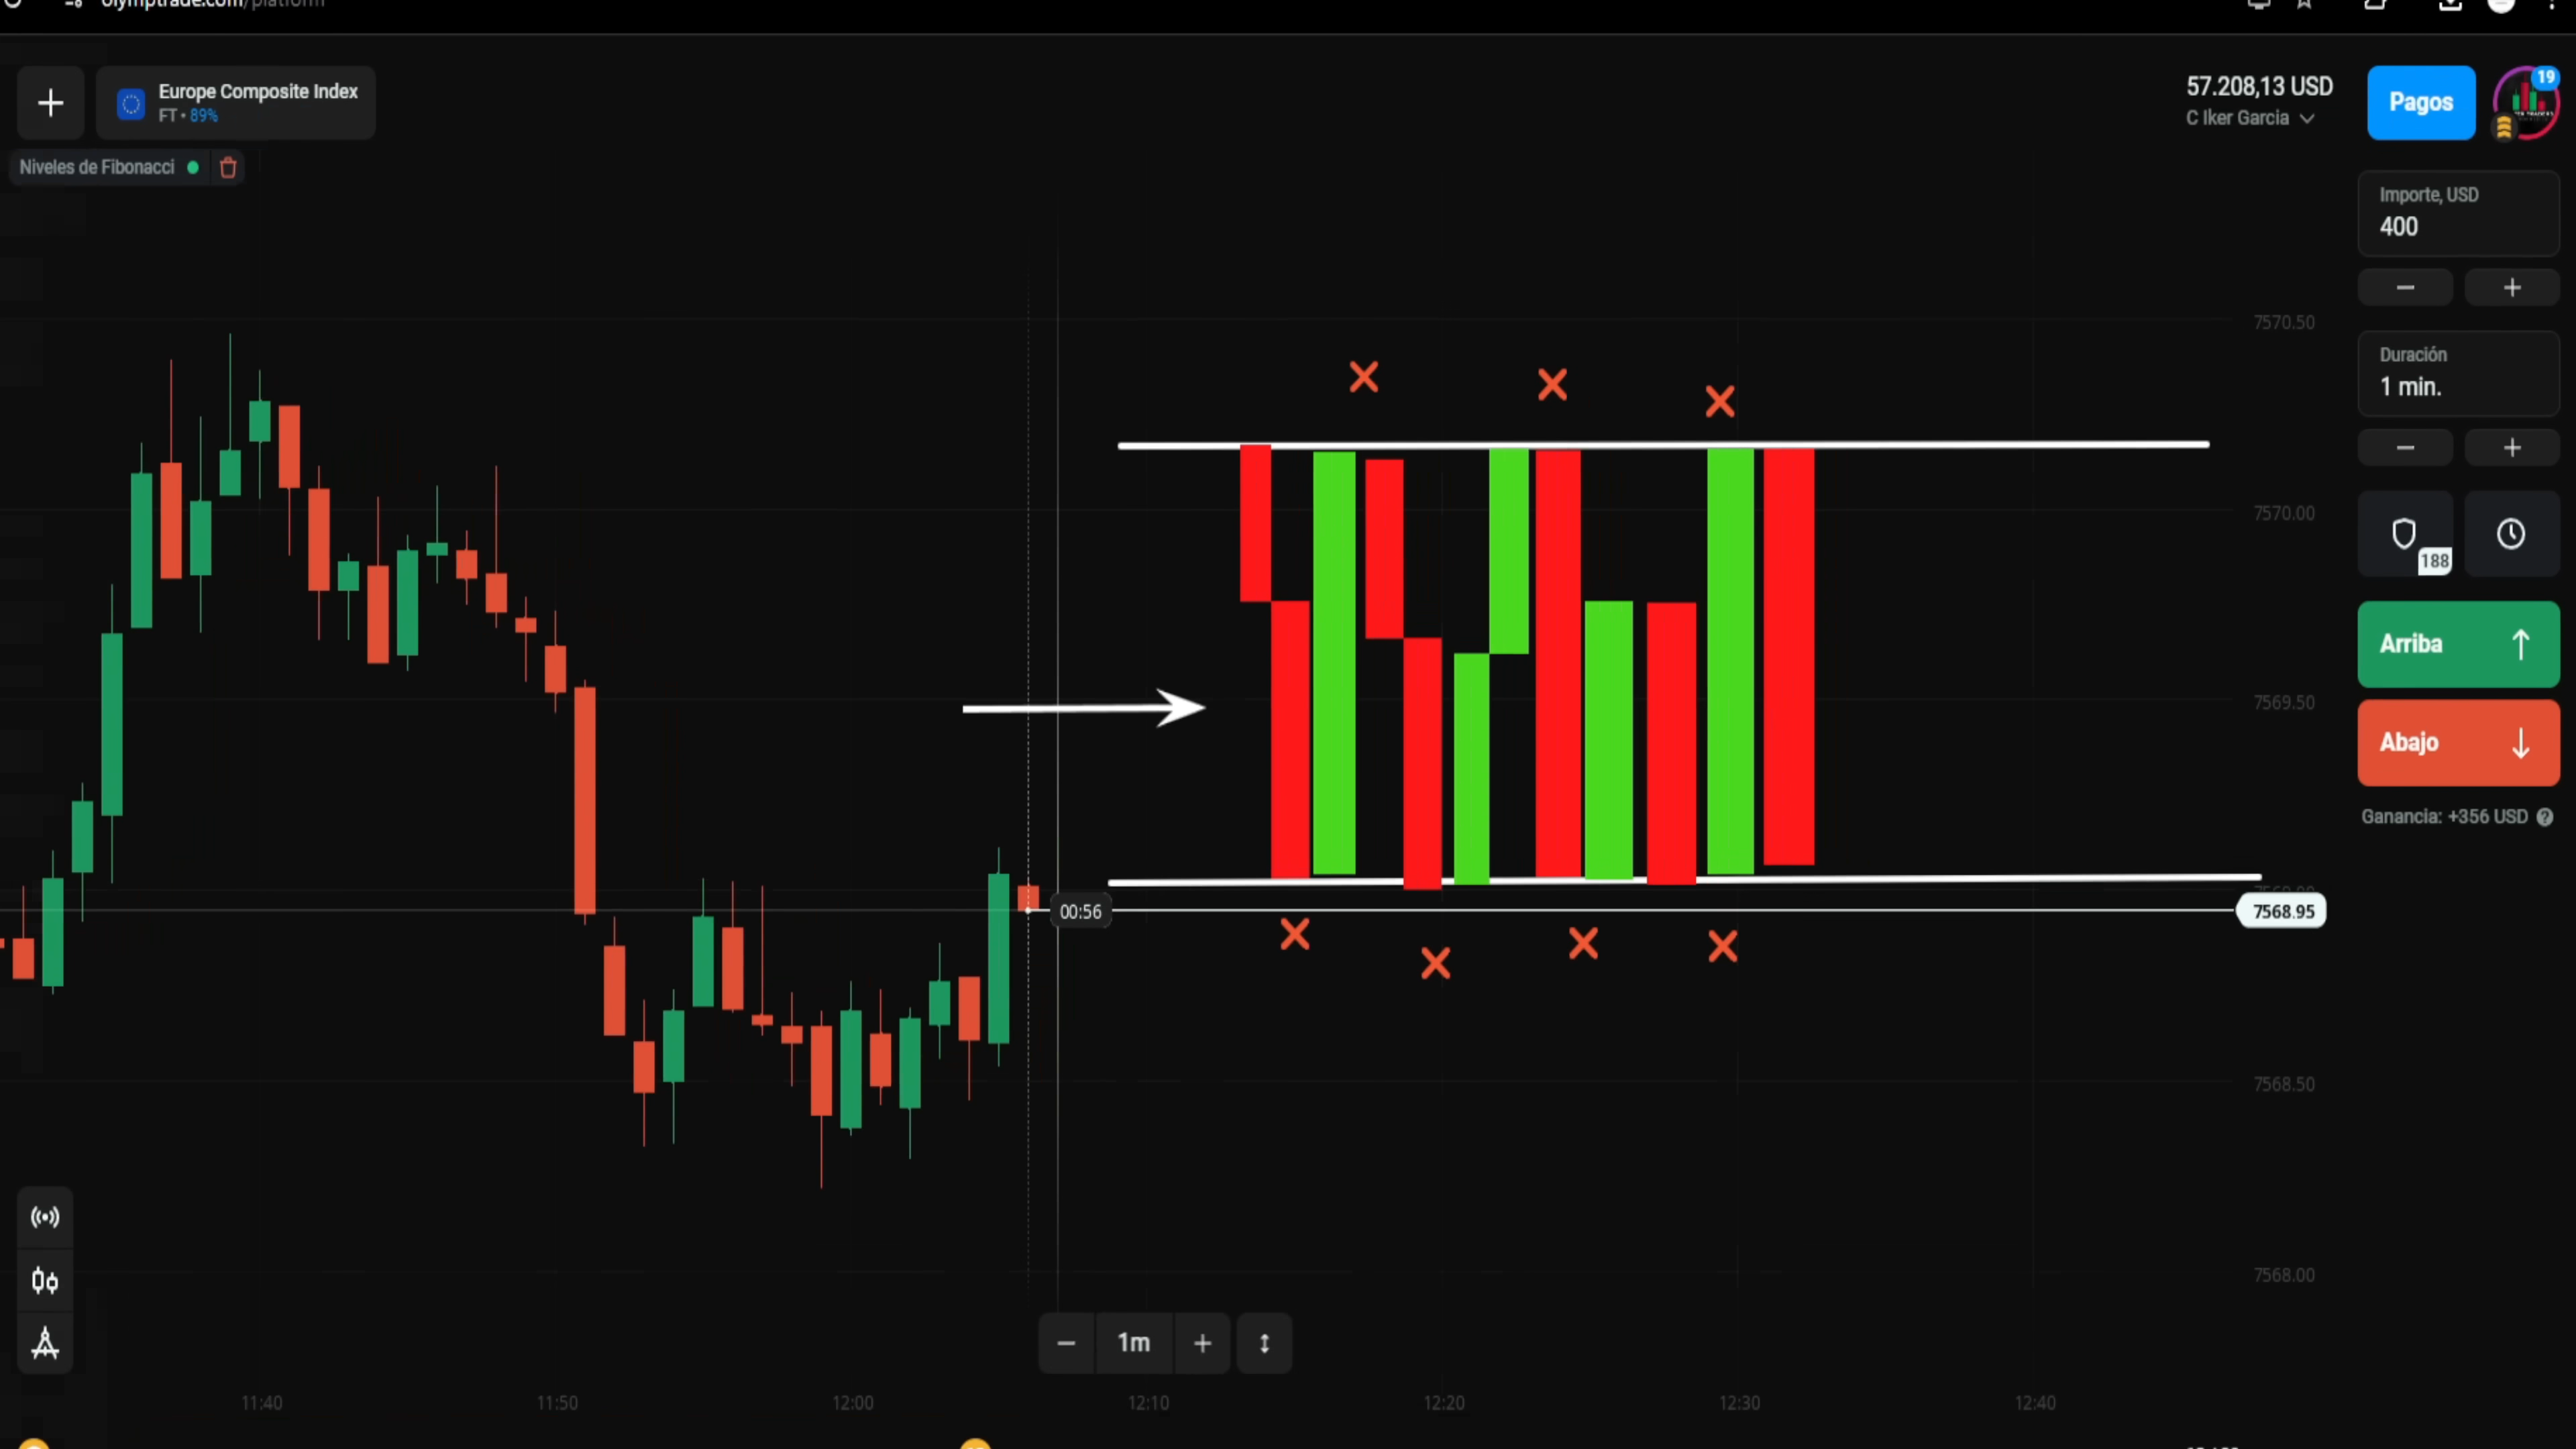 olymptrade.com/platform
Europe Composite Index
FT • 89%
57.208,13 USD
C Iker Garcia
Pagos
19
Niveles de Fibonacci
Importe, USD
400
7570.50
Duración
1 min.
7570.00
188
Arriba
7569.50
Abajo
Ganancia: +356 USD
00:56
7568.95
7568.50
7568.00
1m
11:40
11:50
12:00
12:10
12:20
12:30
12:40